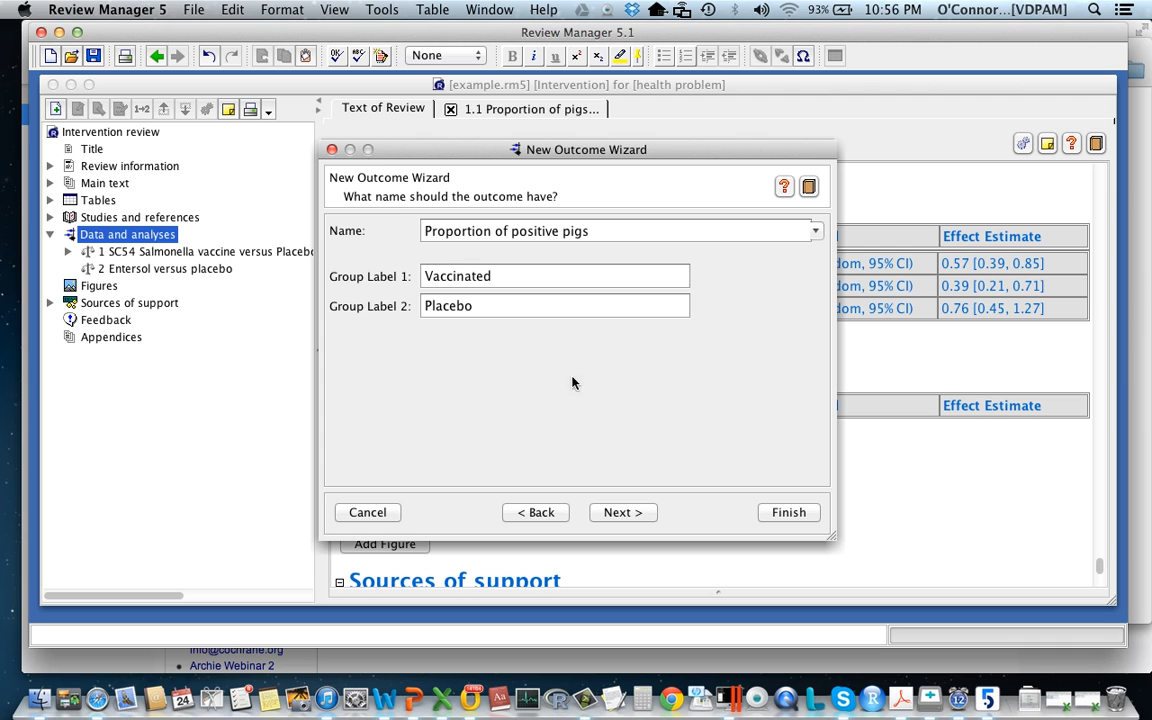 Review Manager 5 File Edit Format View Tools Table Window Help 93% 10:56 PM O'Connor...[VDPAM]
Review Manager 5.1
None B i u x² x₂ Ω
[example.rm5] [Intervention] for [health problem]
Text of Review 1.1 Proportion of pigs...
Intervention review
Title
Review information
Main text
Tables
Studies and references
Data and analyses
1 SC54 Salmonella vaccine versus Placebo
2 Entersol versus placebo
Figures
Sources of support
Feedback
Appendices
New Outcome Wizard
New Outcome Wizard
What name should the outcome have?
Name: Proportion of positive pigs
Group Label 1: Vaccinated
Group Label 2: Placebo
Cancel < Back Next > Finish
Effect Estimate
dom, 95% CI) 0.57 [0.39, 0.85]
dom, 95% CI) 0.39 [0.21, 0.71]
dom, 95% CI) 0.76 [0.45, 1.27]
Effect Estimate
Add Figure
Sources of support
info@cochrane.org
Archie Webinar 2